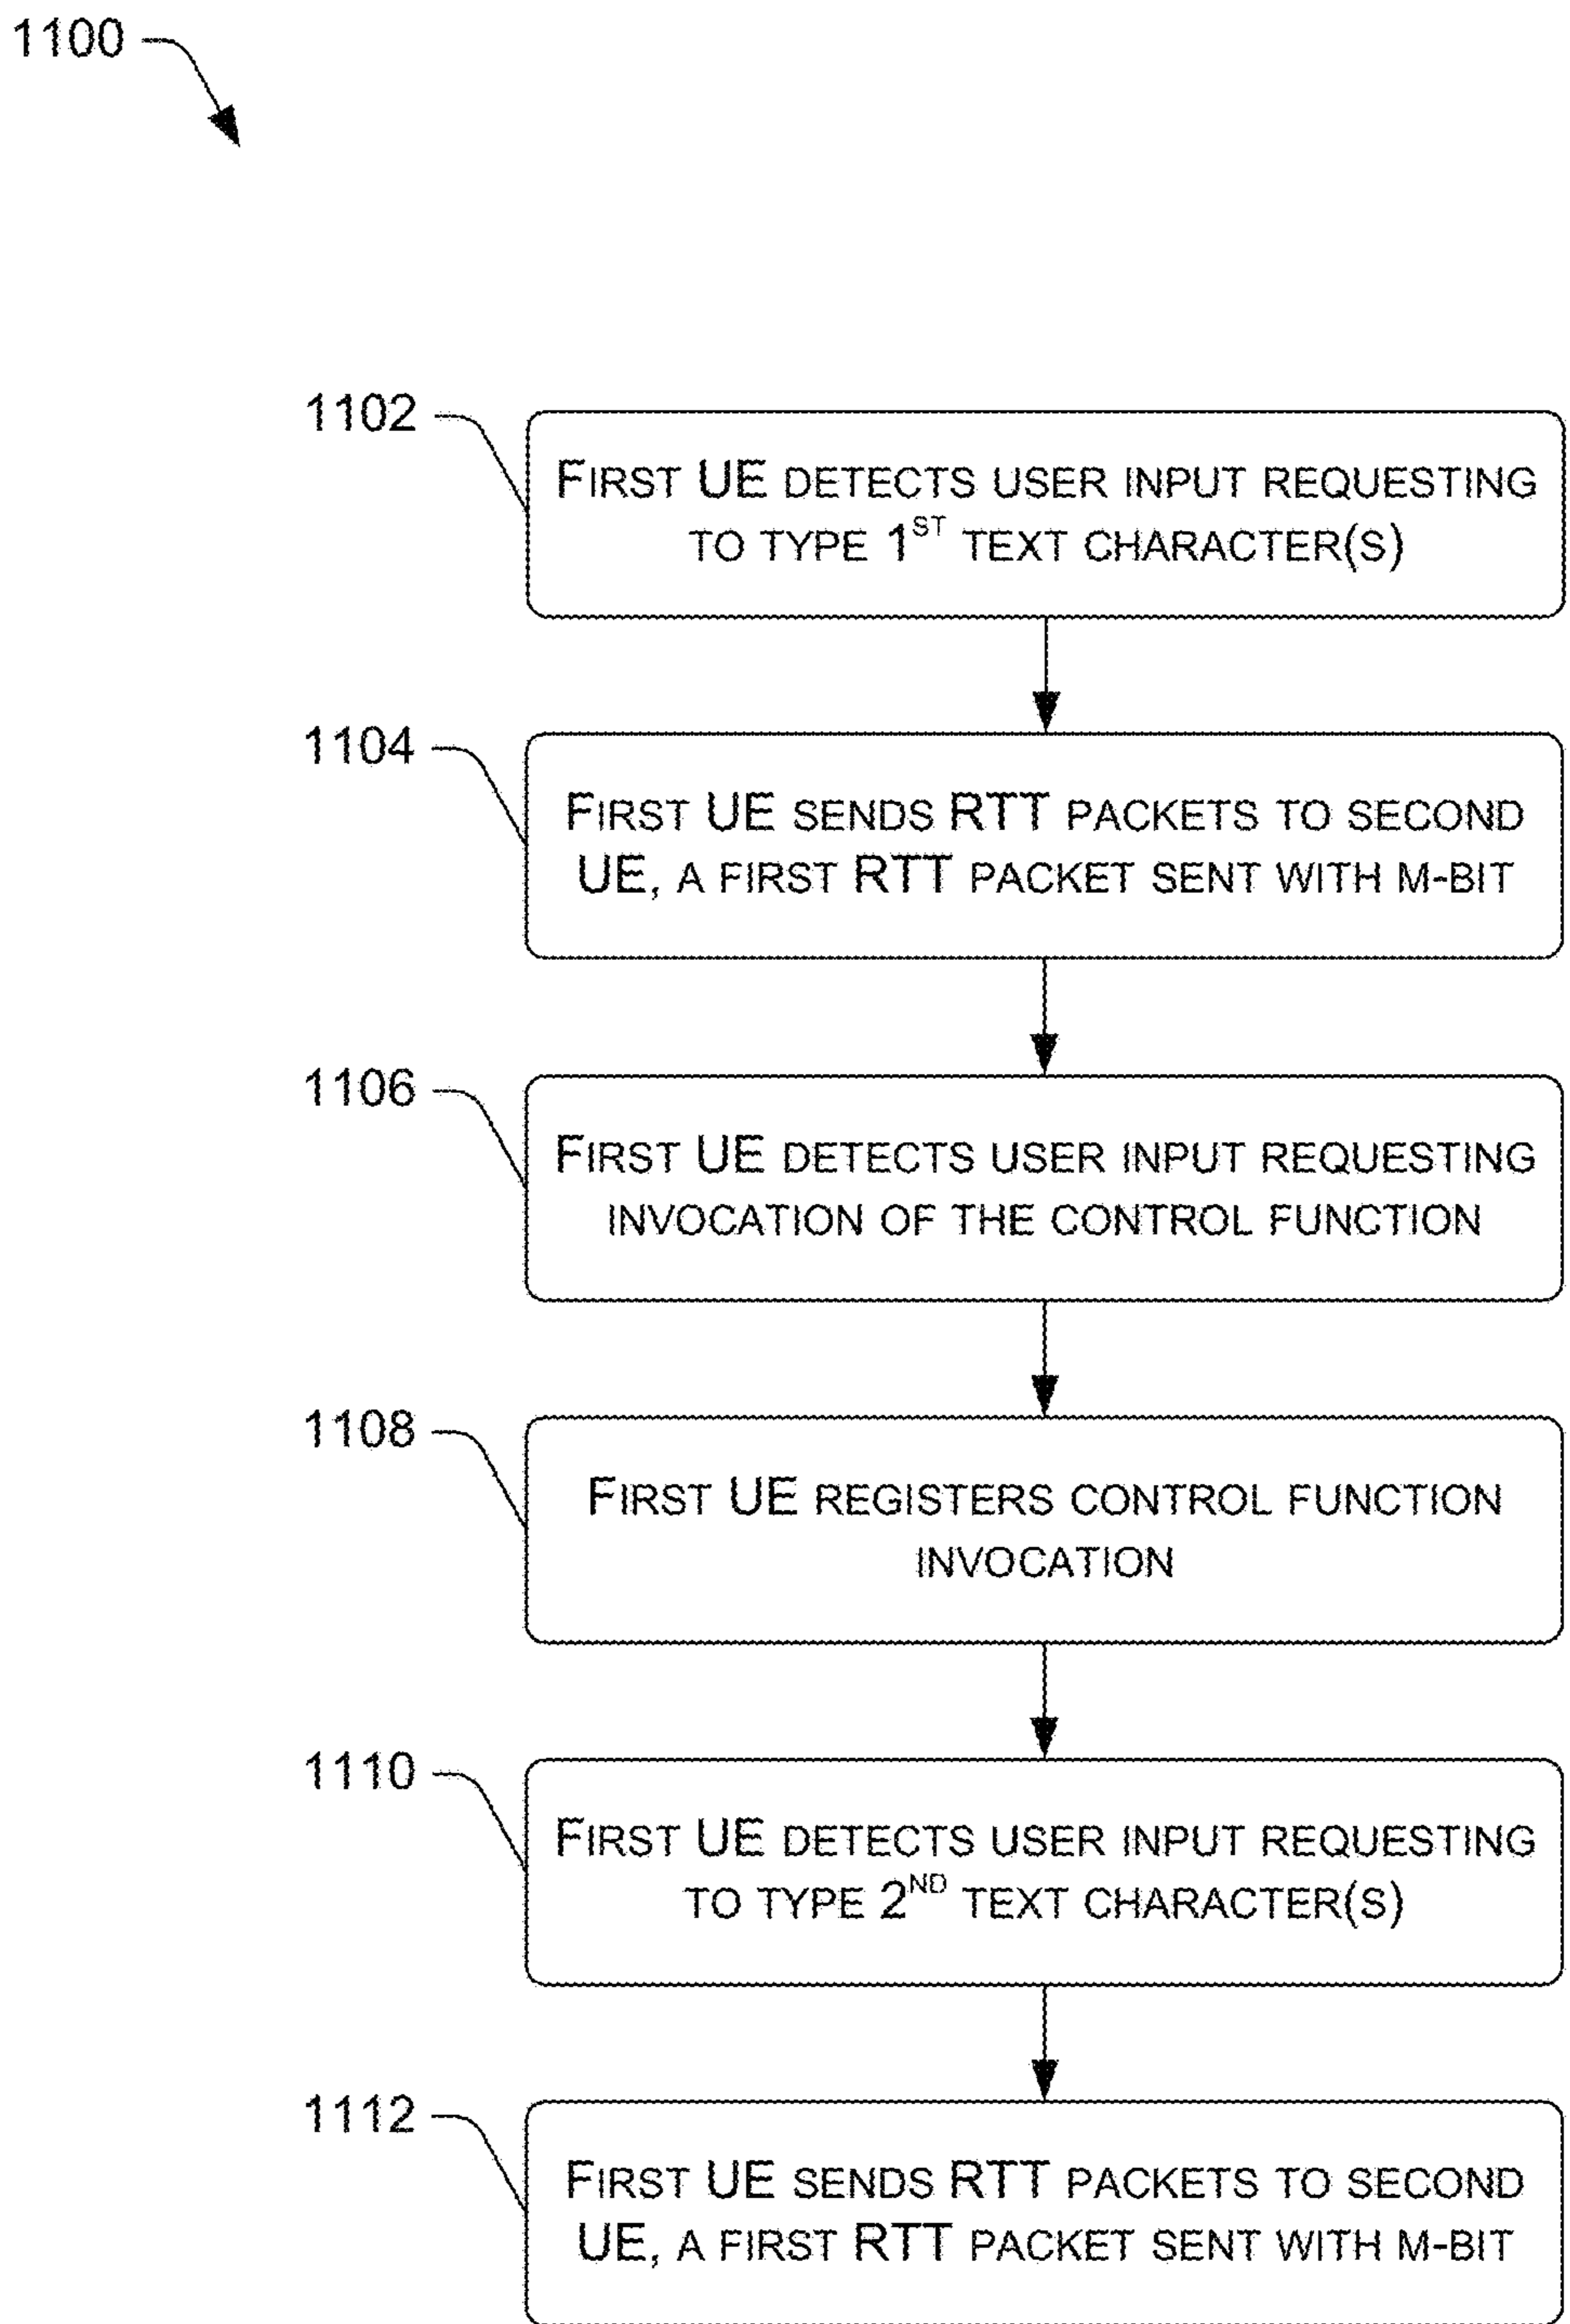 1100
1102
FIRST UE DETECTS USER INPUT REQUESTING
TO TYPE 1ST TEXT CHARACTER(S)
1104
FIRST UE SENDS RTT PACKETS TO SECOND
UE, A FIRST RTT PACKET SENT WITH M-BIT
1106
FIRST UE DETECTS USER INPUT REQUESTING
INVOCATION OF THE CONTROL FUNCTION
1108
FIRST UE REGISTERS CONTROL FUNCTION
INVOCATION
1110
FIRST UE DETECTS USER INPUT REQUESTING
TO TYPE 2ND TEXT CHARACTER(S)
1112
FIRST UE SENDS RTT PACKETS TO SECOND
UE, A FIRST RTT PACKET SENT WITH M-BIT